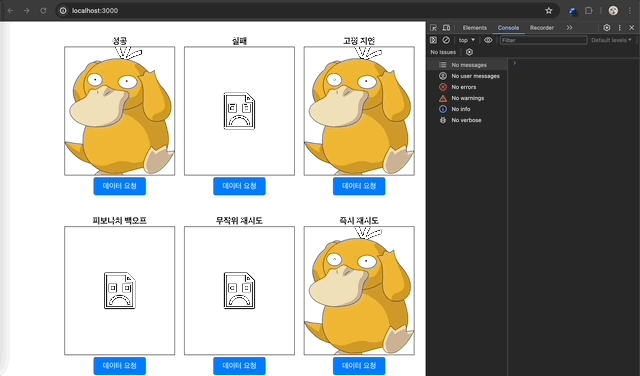 localhost:3000
Elements Console Recorder
top Filter Default levels
No Issues
성공 실패 고정 지연
No messages
No user messages
No errors
No warnings
No info
No verbose
데이터 요청 데이터 요청 데이터 요청
피보나치 백오프 무작위 재시도 즉시 재시도
데이터 요청 데이터 요청 데이터 요청